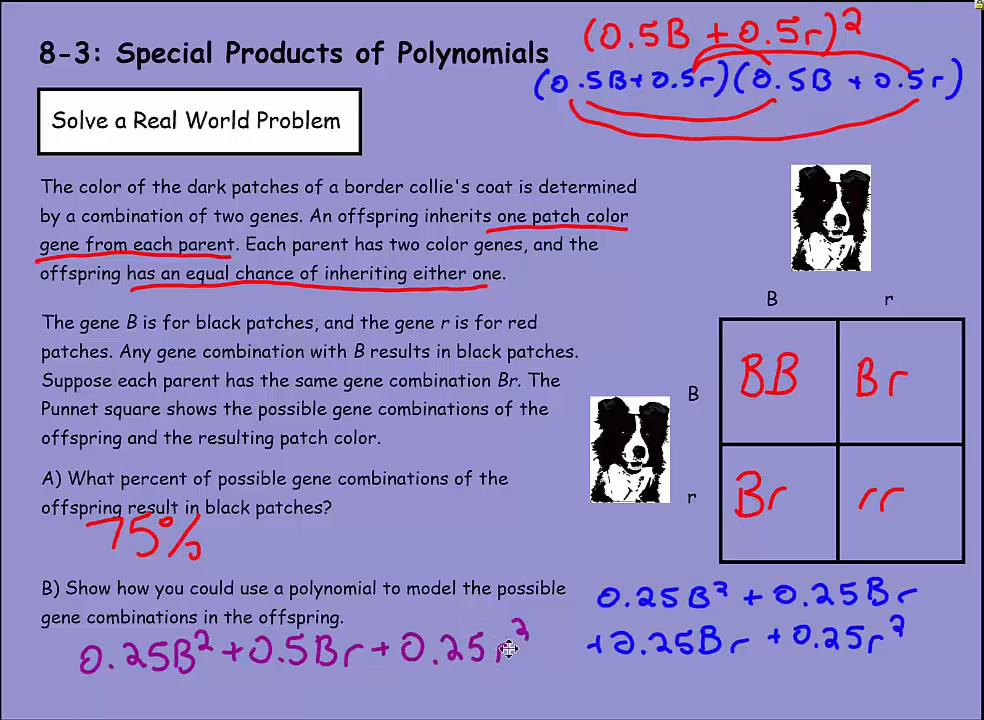 (0.5B + 0.5r)²
8-3: Special Products of Polynomials
(0.5B+0.5r)(0.5B + 0.5r)
Solve a Real World Problem
The color of the dark patches of a border collie's coat is determined
by a combination of two genes. An offspring inherits one patch color
gene from each parent. Each parent has two color genes, and the
offspring has an equal chance of inheriting either one.
The gene B is for black patches, and the gene r is for red
patches. Any gene combination with B results in black patches.
Suppose each parent has the same gene combination Br. The
Punnet square shows the possible gene combinations of the
offspring and the resulting patch color.
A) What percent of possible gene combinations of the
offspring result in black patches?
75%
B) Show how you could use a polynomial to model the possible
gene combinations in the offspring.
0.25B² + 0.5Br + 0.25r²
B r
B BB Br
r Br rr
0.25B² + 0.25Br
+0.25Br + 0.25r²